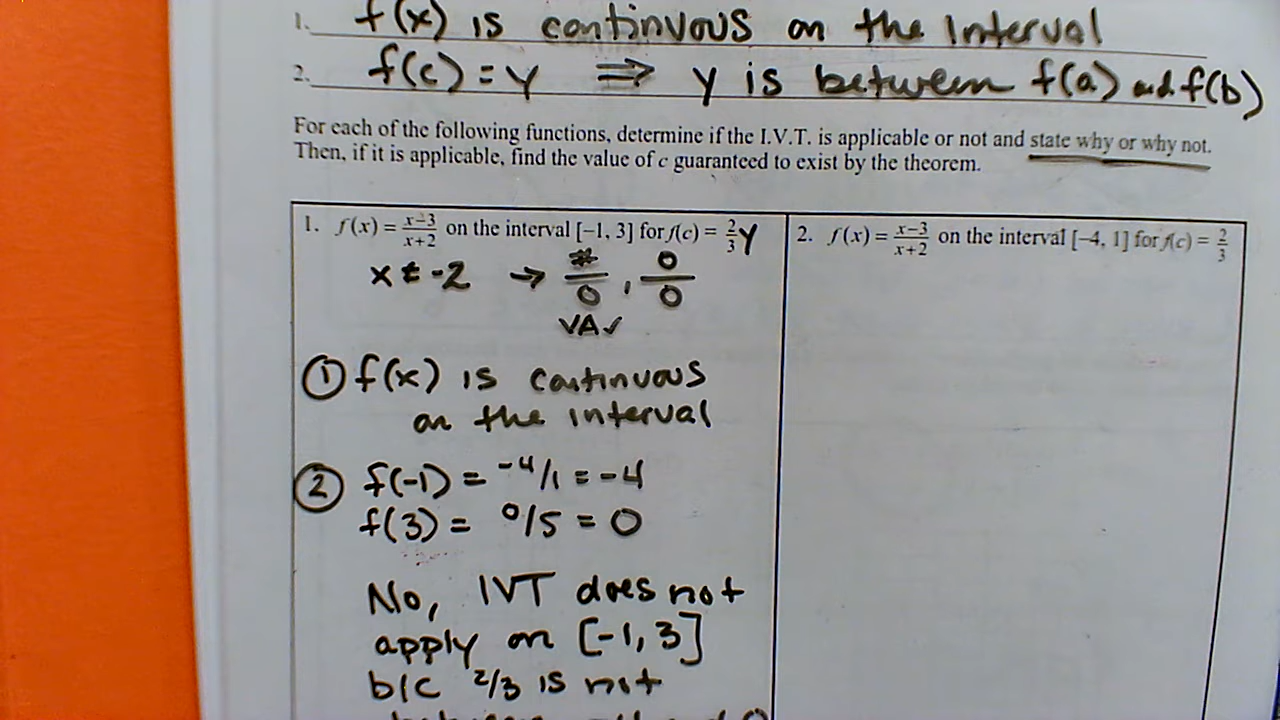 1. f(x) is continuous on the Interval
2. f(c) = y ⇒ y is between f(a) and f(b)
For each of the following functions, determine if the I.V.T. is applicable or not and state why or why not.
Then, if it is applicable, find the value of c guaranteed to exist by the theorem.
1. f(x) = x−3/x+2 on the interval [−1, 3] for f(c) = 2/3 y
x ≠ -2 → #/0 , 0/0
VA✓
① f(x) is continuous
on the interval
② f(-1) = -4/1 = -4
f(3) = 0/5 = 0
No, IVT does not
apply on [-1, 3]
b/c 2/3 is not
2. f(x) = x−3/x+2 on the interval [−4, 1] for f(c) = 2/3